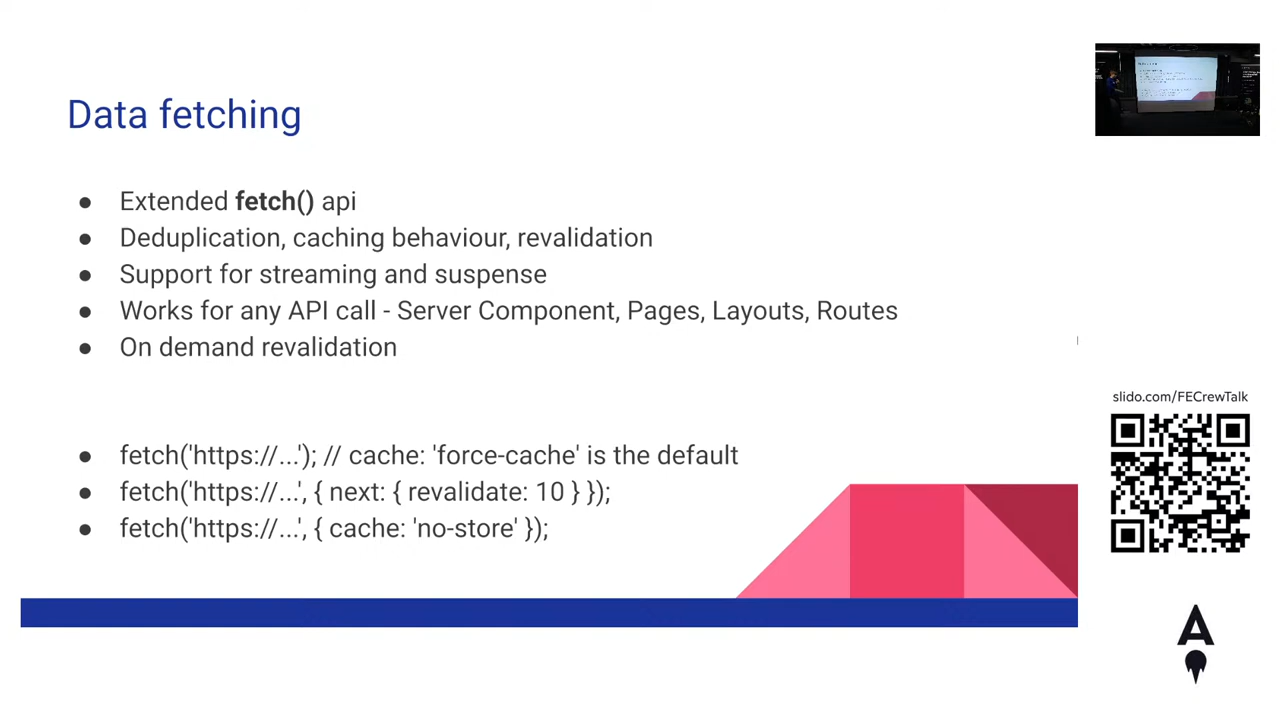 Data fetching
● Extended fetch() api
● Deduplication, caching behaviour, revalidation
● Support for streaming and suspense
● Works for any API call - Server Component, Pages, Layouts, Routes
● On demand revalidation
● fetch('https://...'); // cache: 'force-cache' is the default
● fetch('https://...', { next: { revalidate: 10 } });
● fetch('https://...', { cache: 'no-store' });
slido.com/FECrewTalk